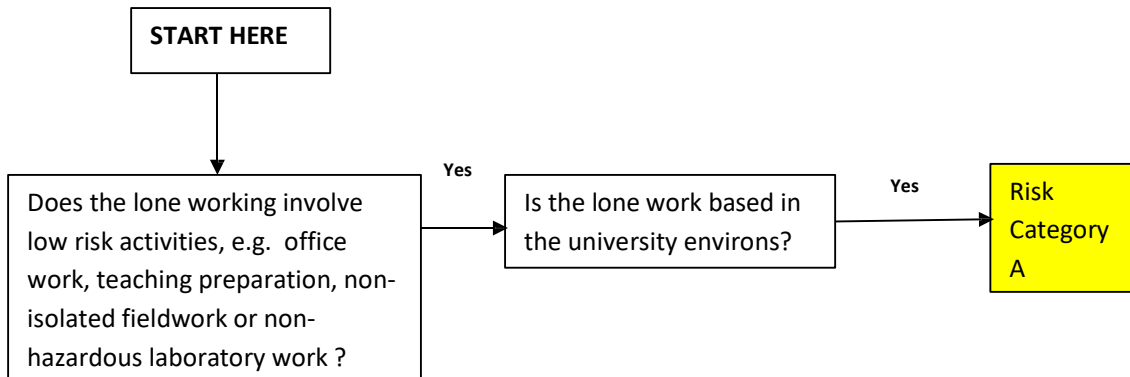 START HERE
Yes
Does the lone working involve
low risk activities, e.g.  office
work, teaching preparation, non-
isolated fieldwork or non-
hazardous laboratory work ?
Is the lone work based in
the university environs?
Yes
Risk
Category
A